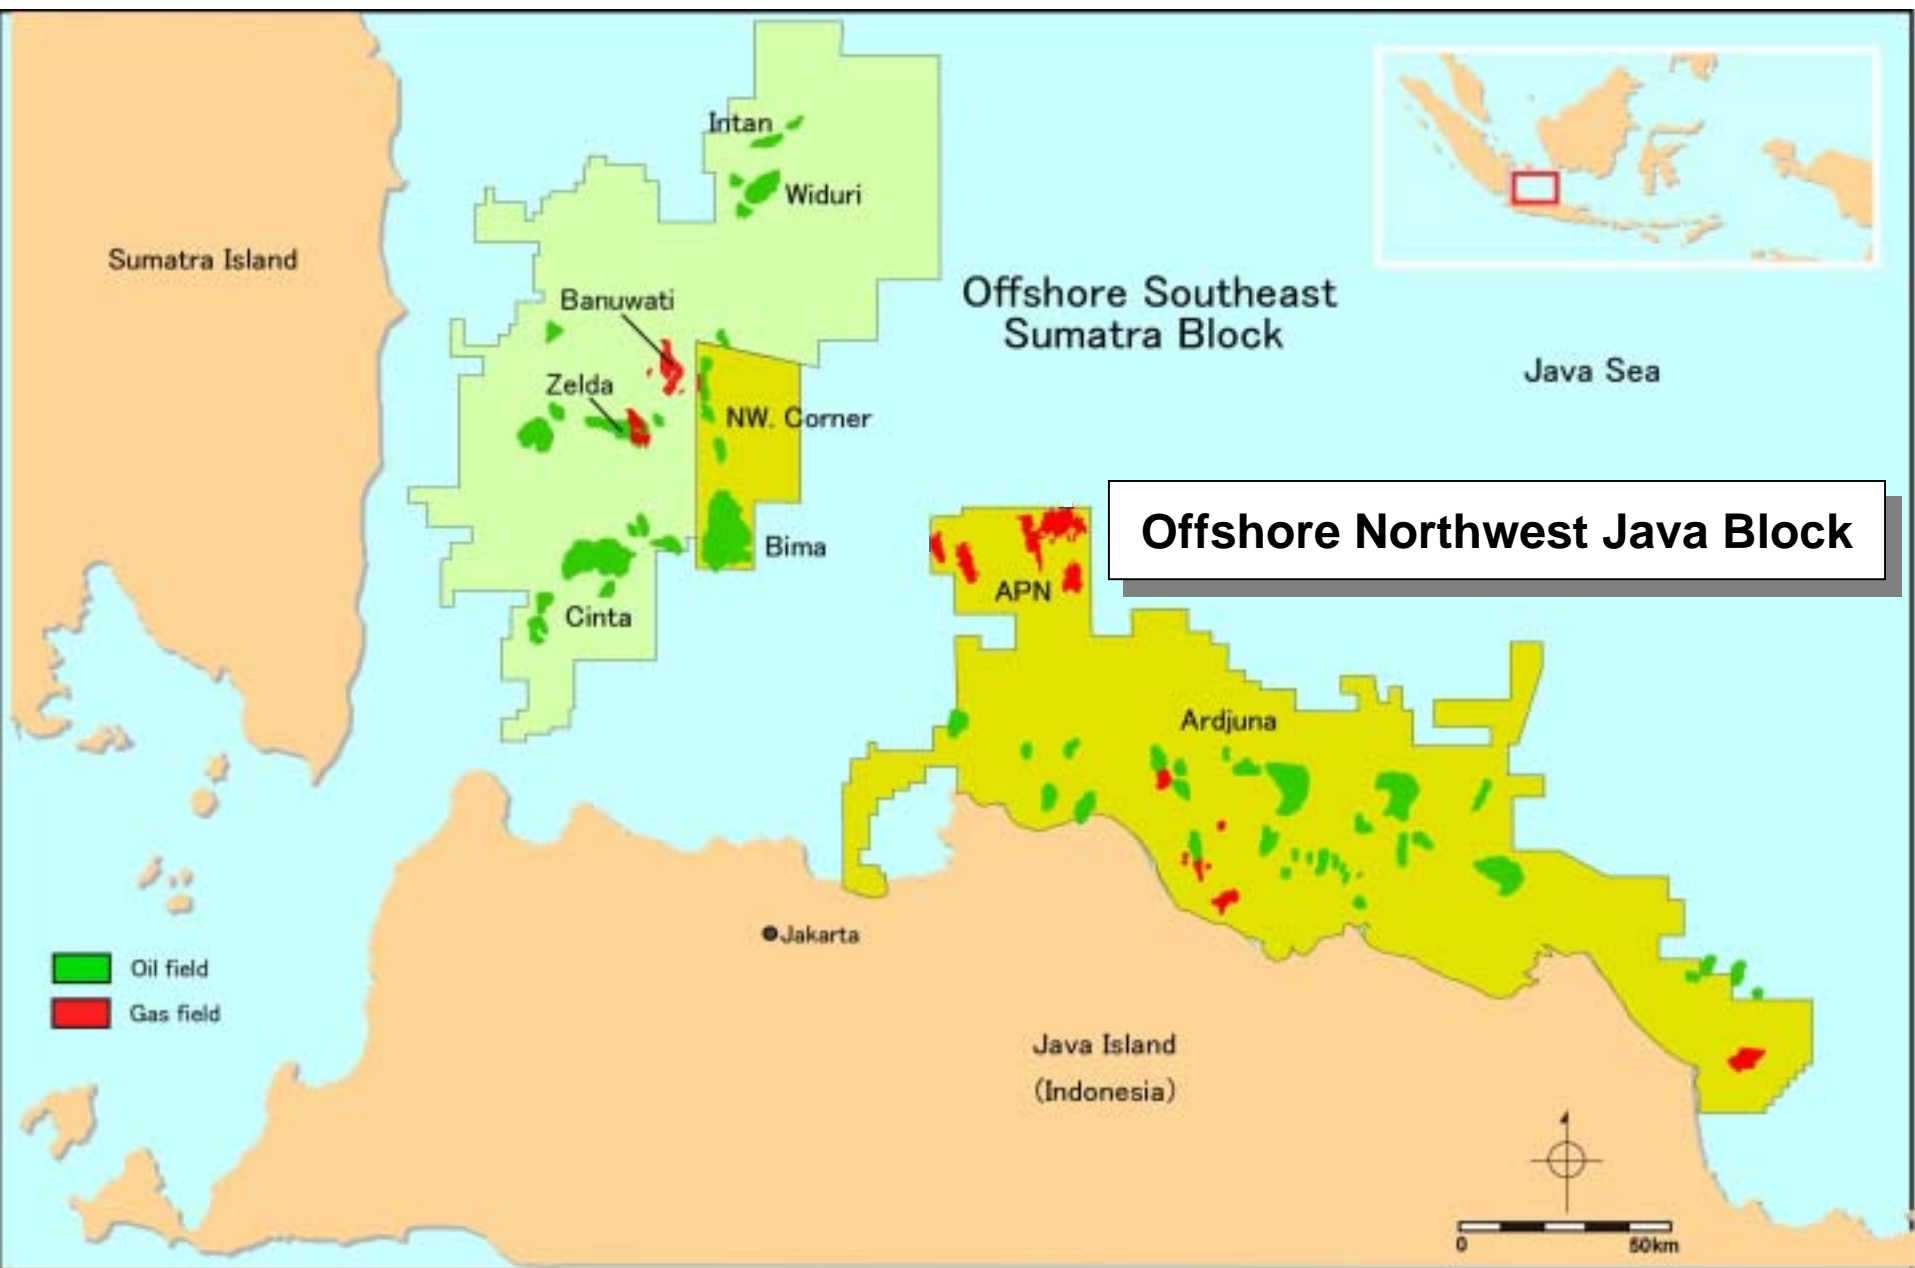 Intan
Widuri
Sumatra Island
Banuwati
Offshore Southeast
Sumatra Block
Java Sea
Zelda
NW. Corner
Offshore Northwest Java Block
Bima
APN
Cinta
Ardjuna
Jakarta
Oil field
Gas field
Java Island
(Indonesia)
0 50km